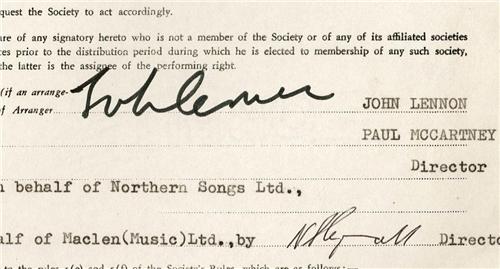 quest the Society to act accordingly.
re of any signatory hereto who is not a member of the Society or of any of its affiliated societies
ces prior to the distribution period during which he is elected to membership of any such society,
the latter is the assignee of the performing right.
(if an arrange-
of Arranger
JOHN LENNON
PAUL MCCARTNEY
Director
n behalf of Northern Songs Ltd.,
alf of Maclen(Music)Ltd.,by Directo